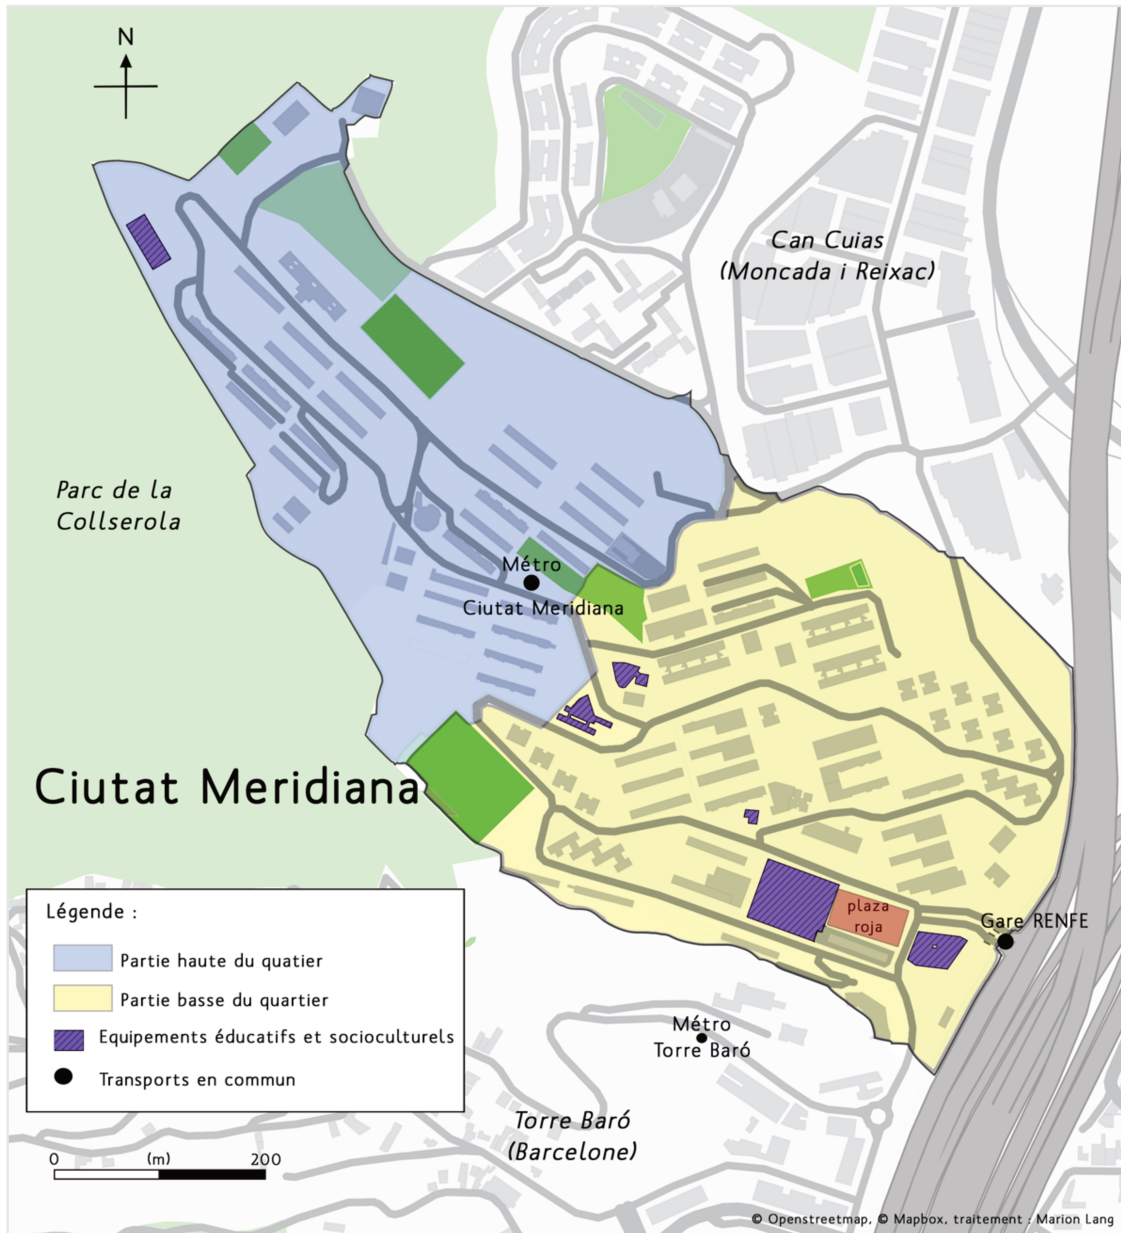 N
Can Cuias
(Moncada i Reixac)
Parc de la
Collserola
Métro
Ciutat Meridiana
Ciutat Meridiana
plaza
roja
Gare RENFE
Légende :
Partie haute du quatier
Partie basse du quartier
Equipements éducatifs et socioculturels
Transports en commun
Métro
Torre Baró
Torre Baró
(Barcelone)
0 (m) 200
© Openstreetmap, © Mapbox, traitement : Marion Lang